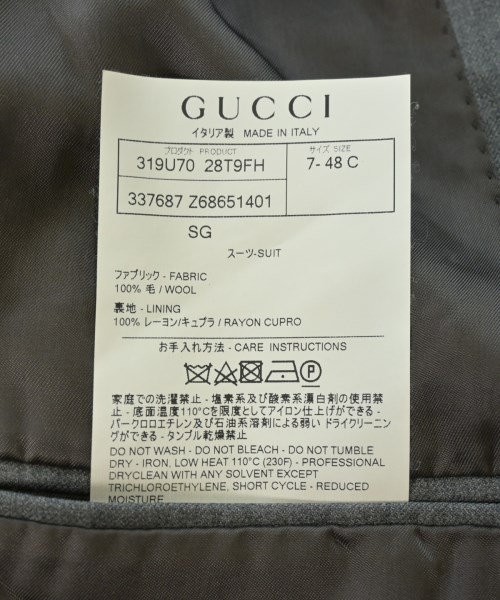 GUCCI
イタリア製 MADE IN ITALY
プロダクト PRODUCT サイズ SIZE
319U70 28T9FH 7- 48 C
337687 Z68651401
SG
スーツ-SUIT
ファブリック - FABRIC
100% 毛 / WOOL
裏地 - LINING
100% レーヨン/キュプラ / RAYON CUPRO
お手入れ方法 - CARE INSTRUCTIONS
P
家庭での洗濯禁止 - 塩素系及び酸素系漂白剤の使用禁
止 - 底面温度110°Cを限度としてアイロン仕上げができる -
パークロロエチレン及び石油系溶剤による弱い ドライクリーニ
ングができる - タンブル乾燥禁止
DO NOT WASH - DO NOT BLEACH - DO NOT TUMBLE
DRY - IRON, LOW HEAT 110°C (230F) - PROFESSIONAL
DRYCLEAN WITH ANY SOLVENT EXCEPT
TRICHLOROETHYLENE, SHORT CYCLE - REDUCED
MOISTURE